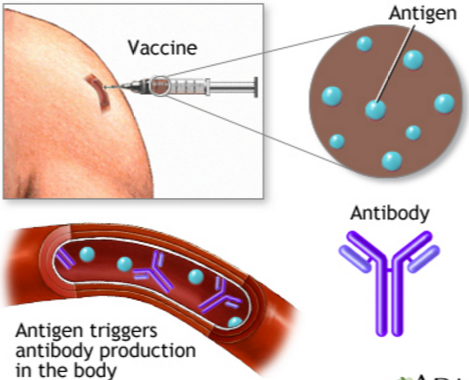 Vaccine
Antigen
Antibody
Antigen triggers
antibody production
in the body